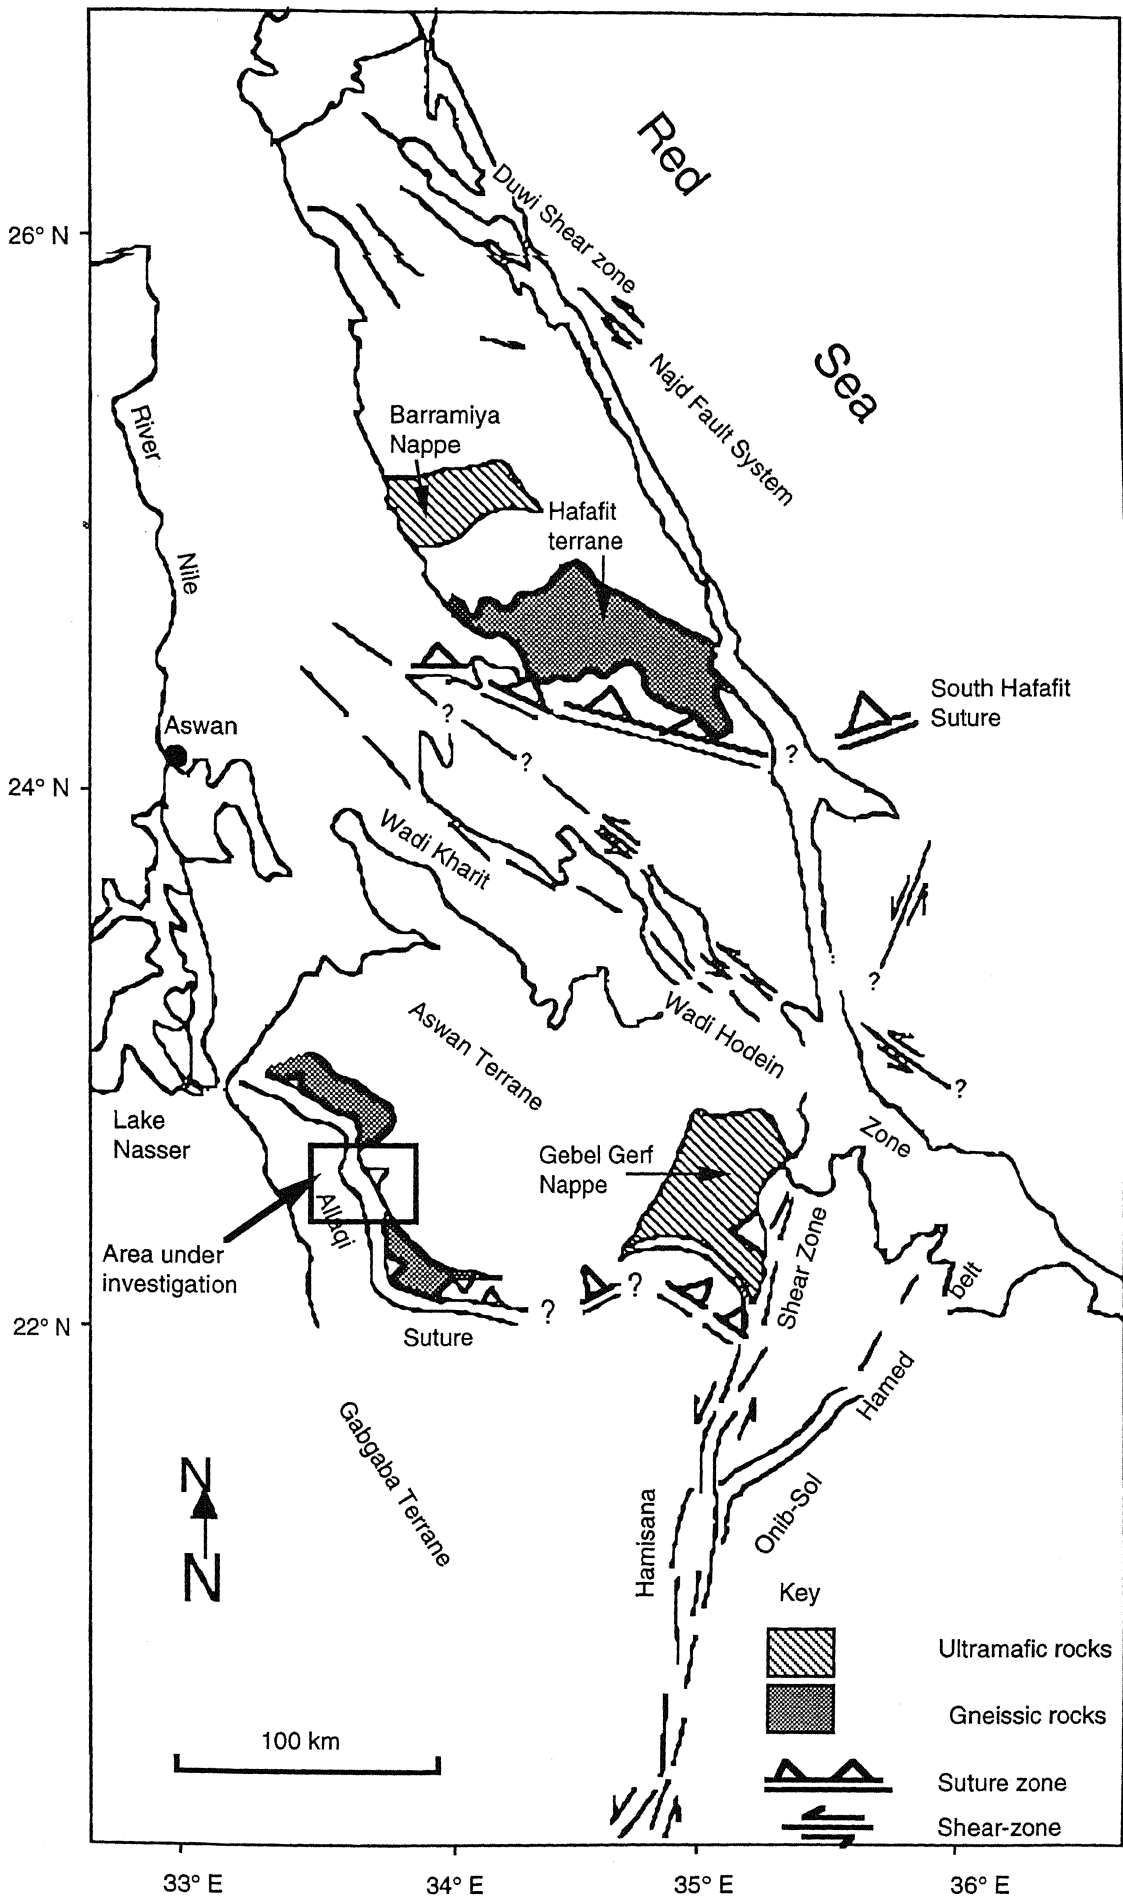 Red
Sea
Duwi Shear zone
26° N
Najd Fault System
River
Nile
Barramiya
Nappe
Hafafit
terrane
South Hafafit
Suture
?
?
?
Aswan
24° N
Wadi Kharit
?
Wadi Hodein
Aswan Terrane
?
Lake
Nasser
Zone
Gebel Gerf
Nappe
Allaqi
Area under
investigation
Shear Zone
belt
?
?
22° N
Suture
Hamed
Gabgaba Terrane
N
N
Hamisana
Onib-Sol
Key
Ultramafic rocks
Gneissic rocks
Suture zone
Shear-zone
100 km
33° E
34° E
35° E
36° E